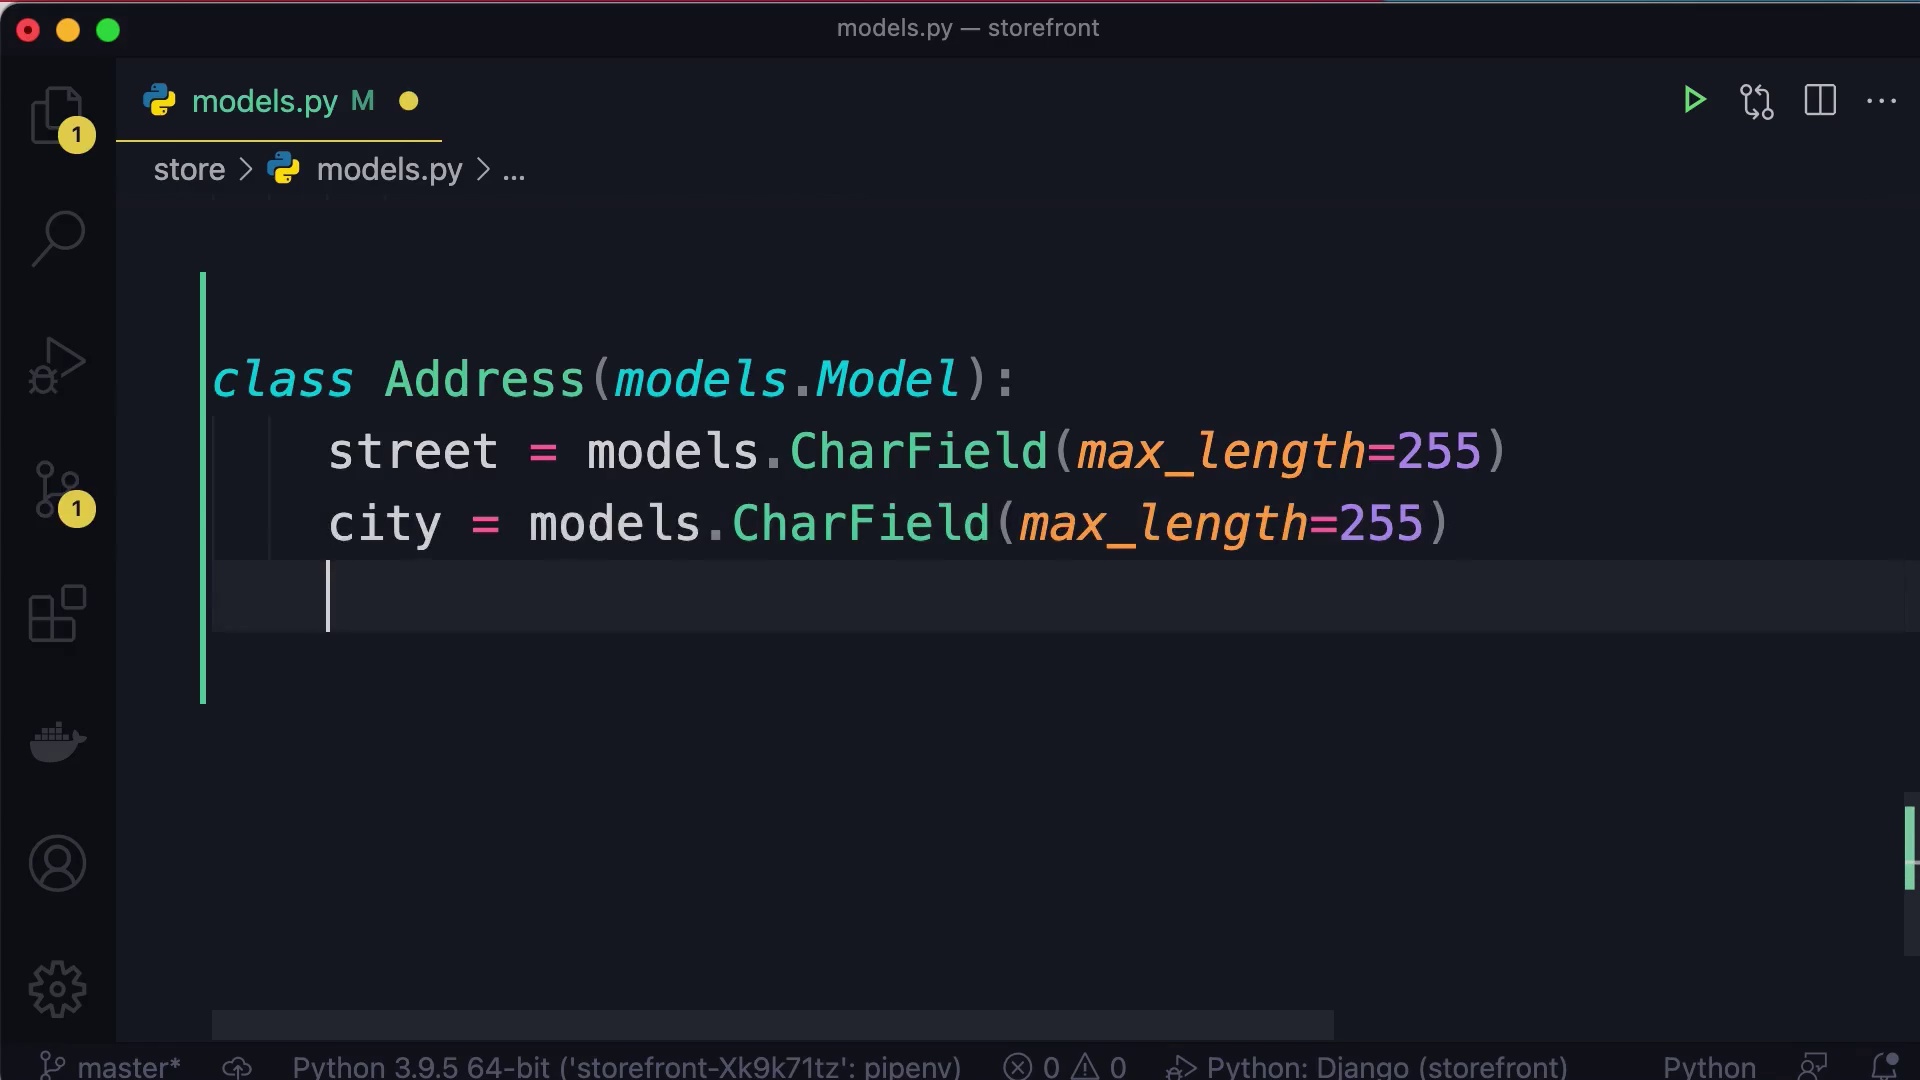 models.py — storefront
models.py M
store > models.py > ...
1
class Address(models.Model):
street = models.CharField(max_length=255)
city = models.CharField(max_length=255)
1
master* Python 3.9.5 64-bit ('storefront-Xk9k71tz': pipenv) 0 0 Python: Django (storefront) Python